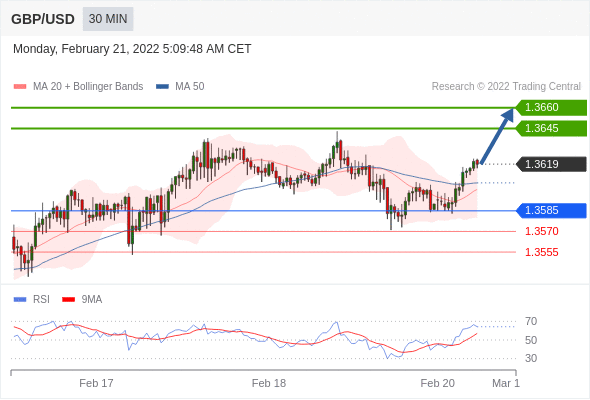 GBP/USD 30 MIN
Monday, February 21, 2022 5:09:48 AM CET
MA 20 + Bollinger Bands MA 50 Research © 2022 Trading Central
1.3660
1.3645
1.3619
1.3585
1.3570
1.3555
RSI 9MA
70
50
30
Feb 17 Feb 18 Feb 20 Mar 1